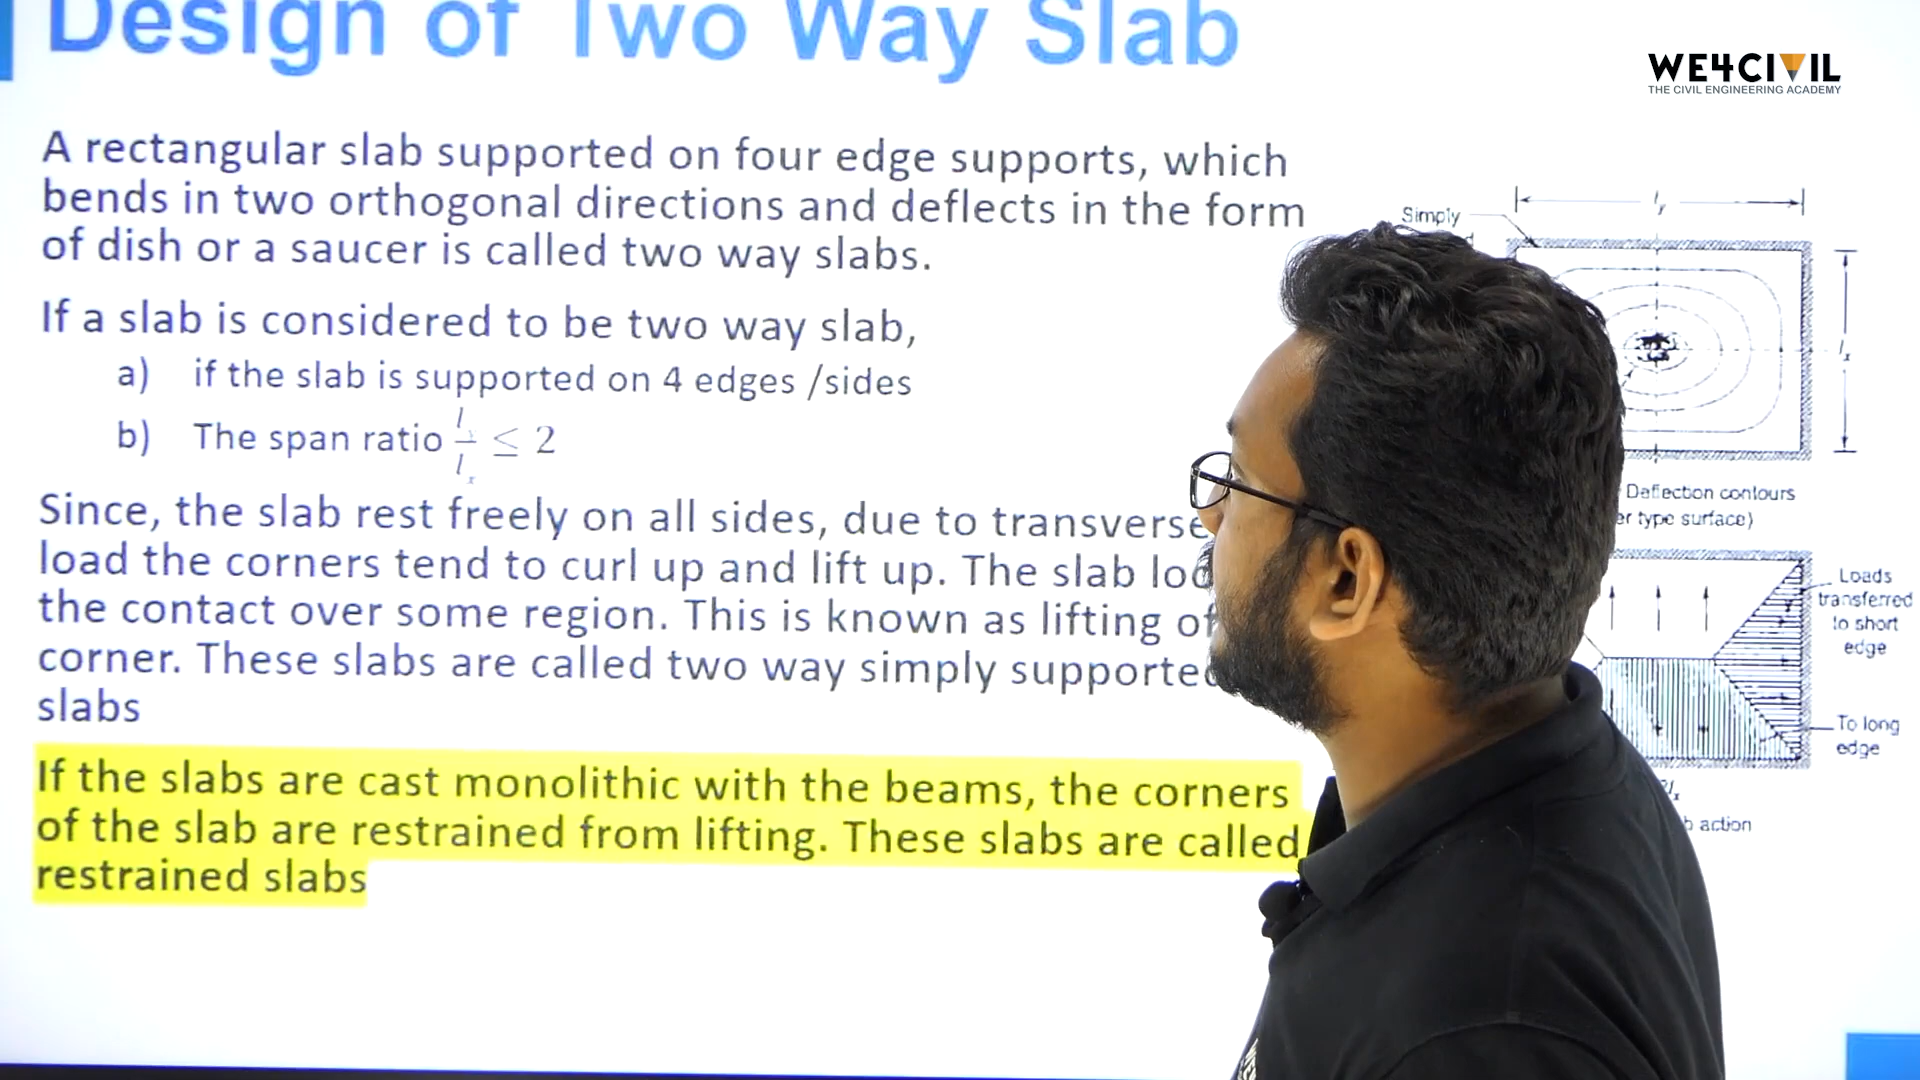 Design of Two Way Slab
WE4CIVIL
THE CIVIL ENGINEERING ACADEMY
A rectangular slab supported on four edge supports, which
bends in two orthogonal directions and deflects in the form
of dish or a saucer is called two way slabs.
If a slab is considered to be two way slab,
a) if the slab is supported on 4 edges /sides
b) The span ratio l/lx ≤ 2
Since, the slab rest freely on all sides, due to transverse
load the corners tend to curl up and lift up. The slab
the contact over some region. This is known as lifting of
corner. These slabs are called two way simply supported
slabs
If the slabs are cast monolithic with the beams, the corners
of the slab are restrained from lifting. These slabs are called
restrained slabs
ly
Simply
lx
Deflection contours
type surface)
Loads
transferred
to short
edge
To long
edge
action